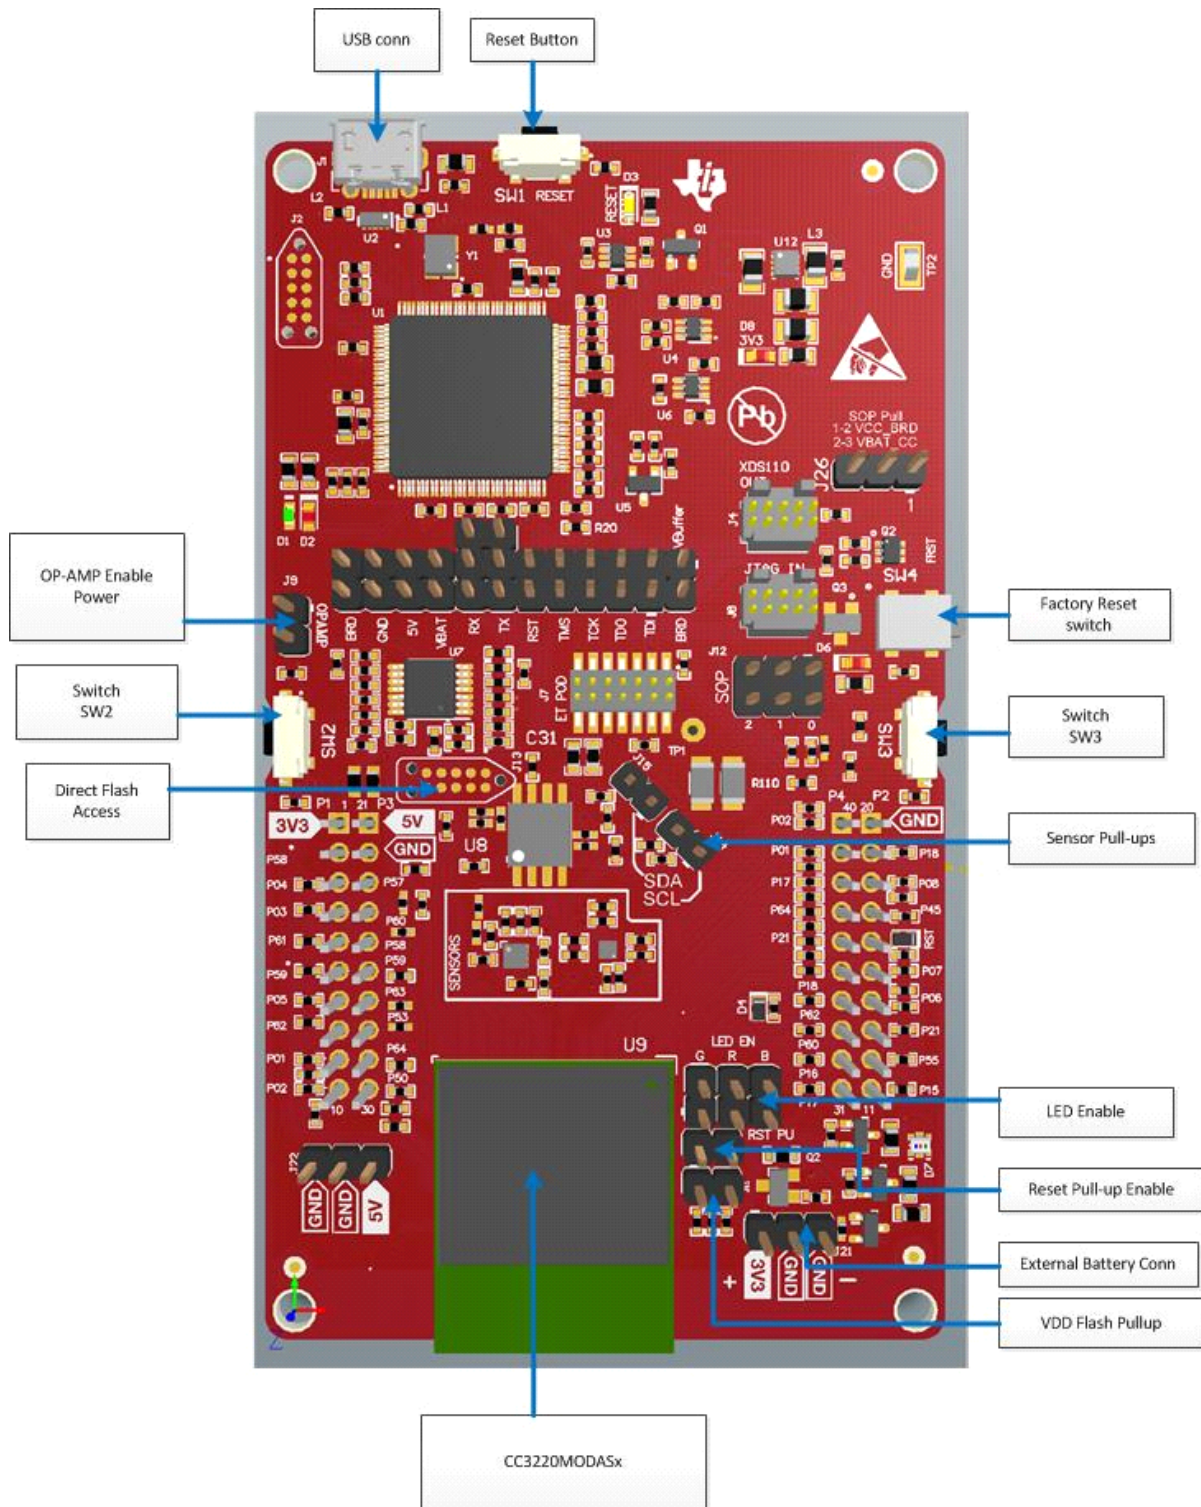 USB conn
Reset Button
J1
L2
L1
J2
U2
Y1
SW1 RESET
D3
RESET
U3
Q1
U12
L3
GND
TP2
U1
D8
3V3
U4
U6
Pb
SOP Pull
1-2 VCC_BRD
2-3 VBAT_CC
J26
1
XDS110
OUT
J4
U5
R20
VBuffer
D1
D2
Q2
FRST
SW4
JTAG IN
J8
Q3
OP-AMP Enable
Power
J9
OPAMP
Factory Reset
switch
BRD
GND
5V
VBAT
RX
TX
RST
TMS
TCK
TDO
TDI
BRD
U7
J7
ET POD
J12
SOP
2
1
0
D6
Switch
SW2
SW2
C31
TP1
SW3
Switch
SW3
Direct Flash
Access
J13
J15
R110
P1
1
21
P3
P4
40
20
P2
3V3
5V
GND
GND
U8
SDA
SCL
Sensor Pull-ups
P58
P04
P03
P61
P59
P05
P62
P01
P02
P57
P60
P58
P59
P63
P53
P64
P50
10
30
SENSORS
P02
P01
P17
P64
P21
P18
P62
P60
P16
P17
31
11
P18
P08
P45
RST
P07
P06
P21
P55
P15
D4
U9
LED EN
G
R
B
LED Enable
RST PU
Q2
D7
Reset Pull-up Enable
J22
GND
GND
5V
J21
+
3V3
GND
GND
−
External Battery Conn
VDD Flash Pullup
Z
CC3220MODASx